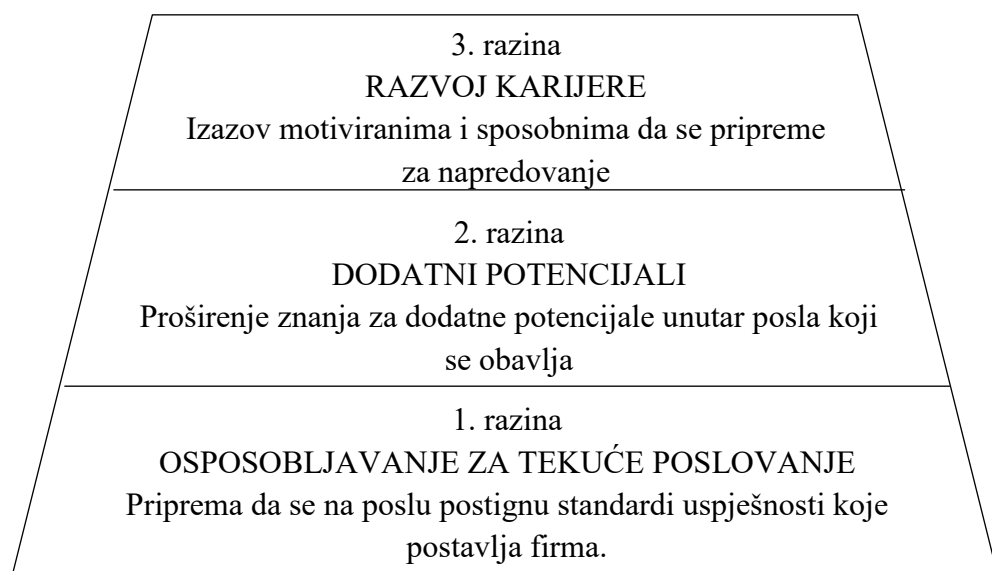 3. razina
RAZVOJ KARIJERE
Izazov motiviranima i sposobnima da se pripreme
za napredovanje
2. razina
DODATNI POTENCIJALI
Proširenje znanja za dodatne potencijale unutar posla koji
se obavlja
1. razina
OSPOSOBLJAVANJE ZA TEKUĆE POSLOVANJE
Priprema da se na poslu postignu standardi uspješnosti koje
postavlja firma.